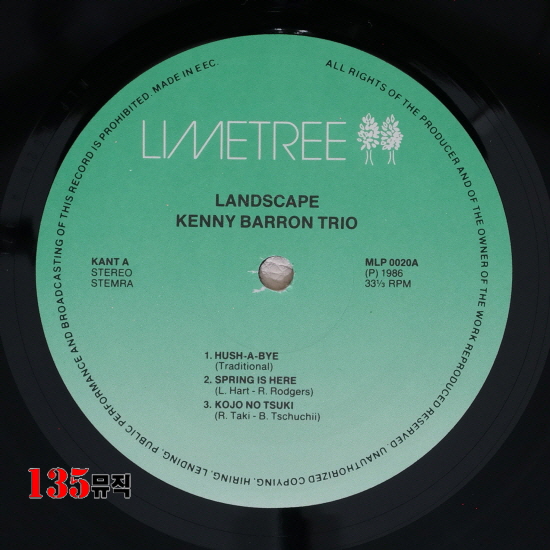 ALL RIGHTS OF THE PRODUCER AND OF THE OWNER OF THE WORK REPRODUCED RESERVED. UNAUTHORIZED COPYING, HIRING, LENDING, PUBLIC PERFORMANCE AND BROADCASTING OF THIS RECORD IS PROHIBITED. MADE IN EEC.
LIMETREE
LANDSCAPE
KENNY BARRON TRIO
KANT A
STEREO
STEMRA
MLP 0020A
(P) 1986
33⅓ RPM
1. HUSH-A-BYE
(Traditional)
2. SPRING IS HERE
(L. Hart - R. Rodgers)
3. KOJO NO TSUKI
(R. Taki - B. Tschuchii)
135뮤직